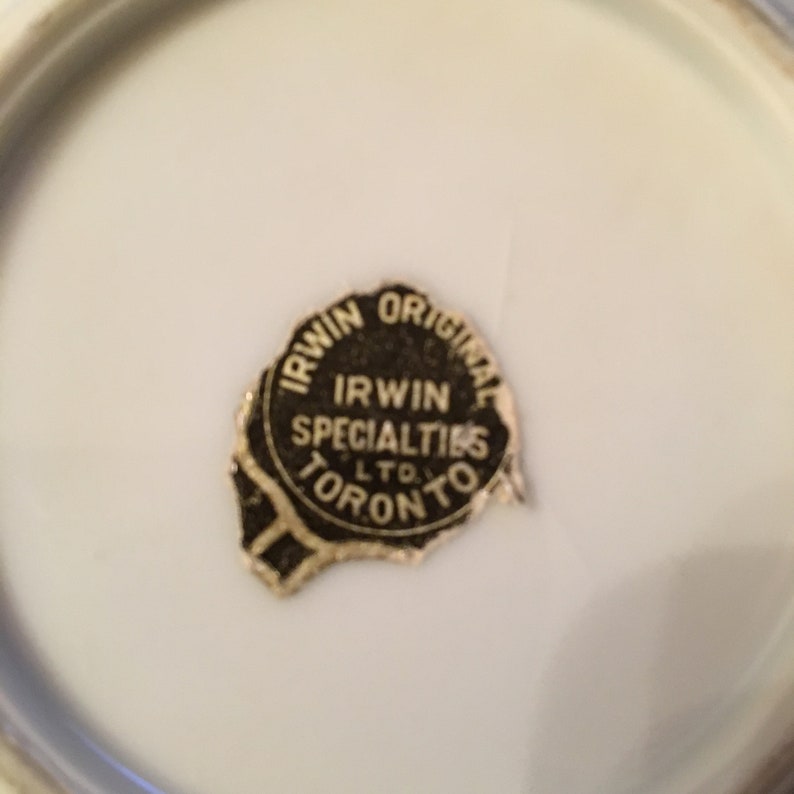 IRWIN ORIGINAL
IRWIN
SPECIALTIES
LTD.
TORONTO